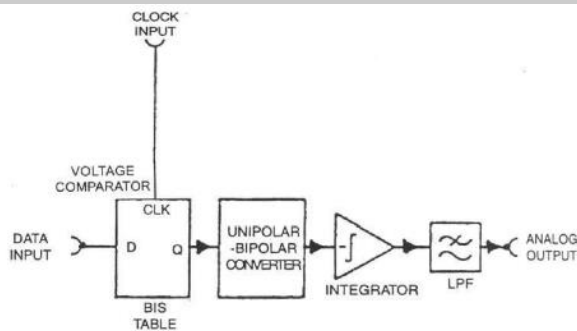 CLOCK
INPUT
VOLTAGE
COMPARATOR
CLK
DATA
INPUT
D
Q
UNIPOLAR
-BIPOLAR
CONVERTER
ANALOG
OUTPUT
INTEGRATOR
LPF
BIS
TABLE